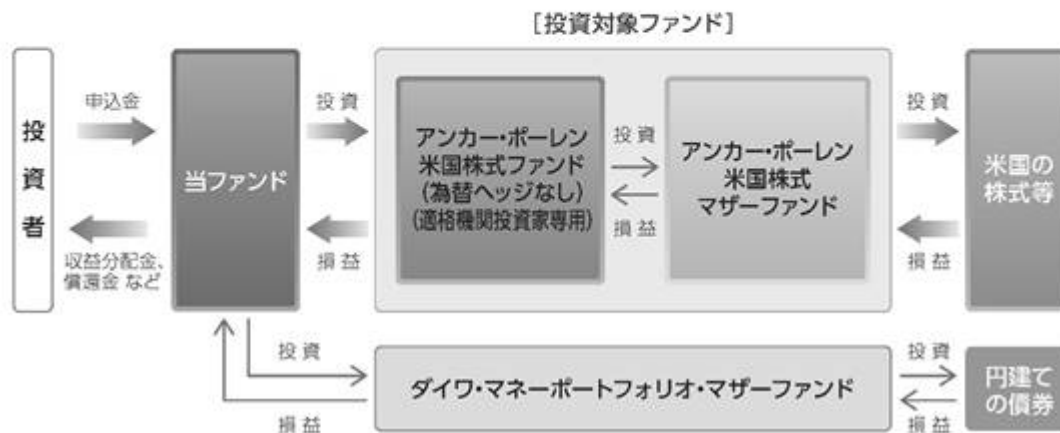 [投資対象ファンド]
投資者
申込金
収益分配金、
償還金 など
当ファンド
投資
損益
アンカー・ポーレン
米国株式ファンド
(為替ヘッジなし)
(適格機関投資家専用)
投資
損益
アンカー・ポーレン
米国株式
マザーファンド
投資
損益
米国の
株式等
投資
損益
ダイワ・マネーポートフォリオ・マザーファンド
投資
損益
円建て
の債券